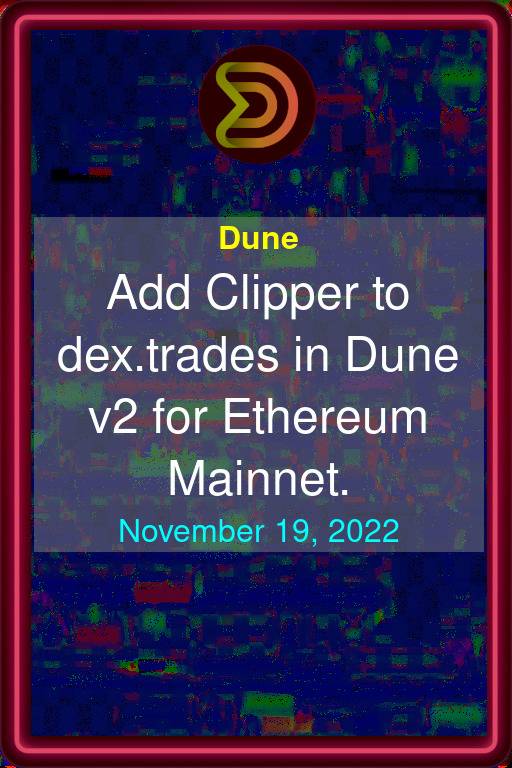 Dune
Add Clipper to
dex.trades in Dune
v2 for Ethereum
Mainnet.
November 19, 2022